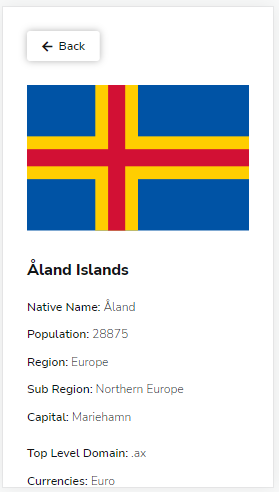 Back
Åland Islands
Native Name: Åland
Population: 28875
Region: Europe
Sub Region: Northern Europe
Capital: Mariehamn
Top Level Domain: .ax
Currencies: Euro